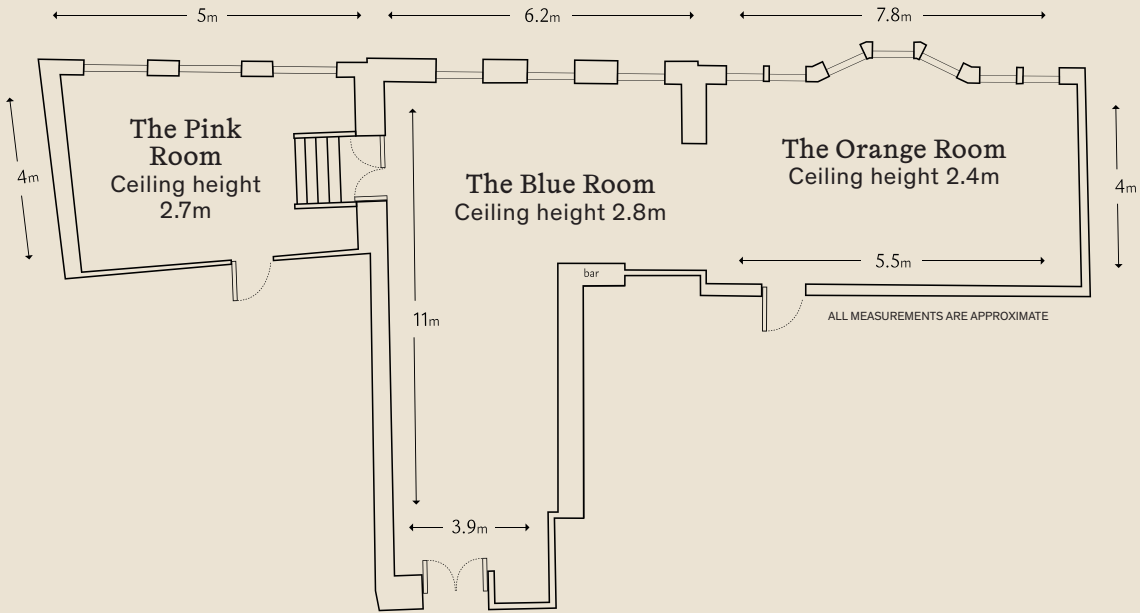 5m
6.2m
7.8m
The Pink
Room
Ceiling height
2.7m
4m
The Blue Room
Ceiling height 2.8m
The Orange Room
Ceiling height 2.4m
4m
5.5m
bar
11m
ALL MEASUREMENTS ARE APPROXIMATE
3.9m